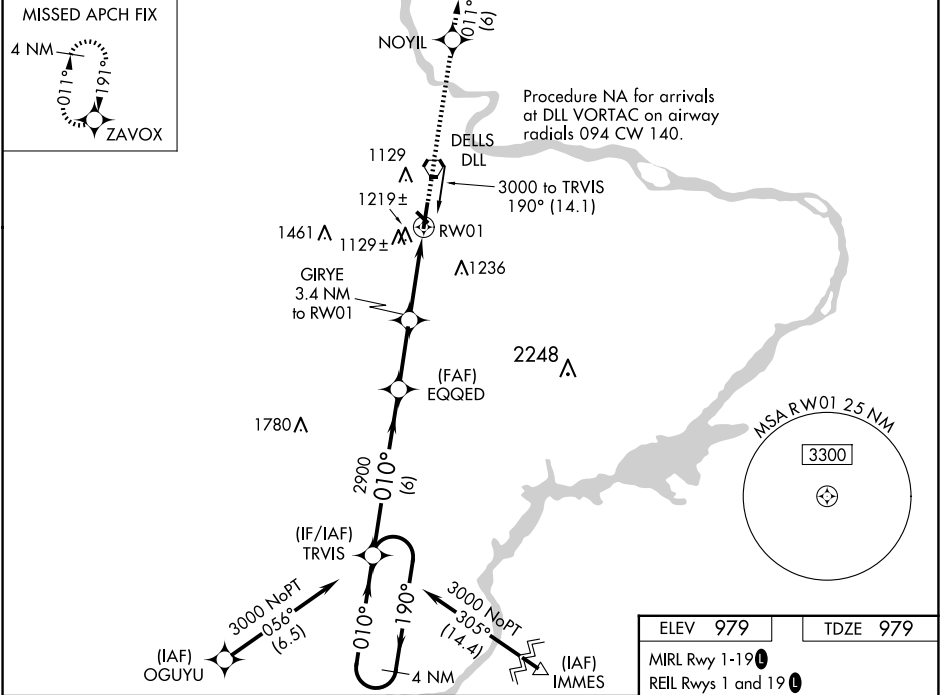 MISSED APCH FIX
4 NM
011°
191°
ZAVOX
NOYIL
011°
(6)
Procedure NA for arrivals
at DLL VORTAC on airway
radials 094 CW 140.
DELLS
DLL
1129
3000 to TRVIS
190° (14.1)
1219±
1461
1129±
RW01
1236
GIRYE
3.4 NM
to RW01
2248
(FAF)
EQQED
1780
MSA RW01 25 NM
3300
2900
010°
(6)
(IF/IAF)
TRVIS
3000 NoPT
056°
(6.5)
010°
190°
3000 NoPT
305°
(14.4)
(IAF)
OGUYU
4 NM
(IAF)
IMMES
ELEV 979
TDZE 979
MIRL Rwy 1-19 L
REIL Rwys 1 and 19 L